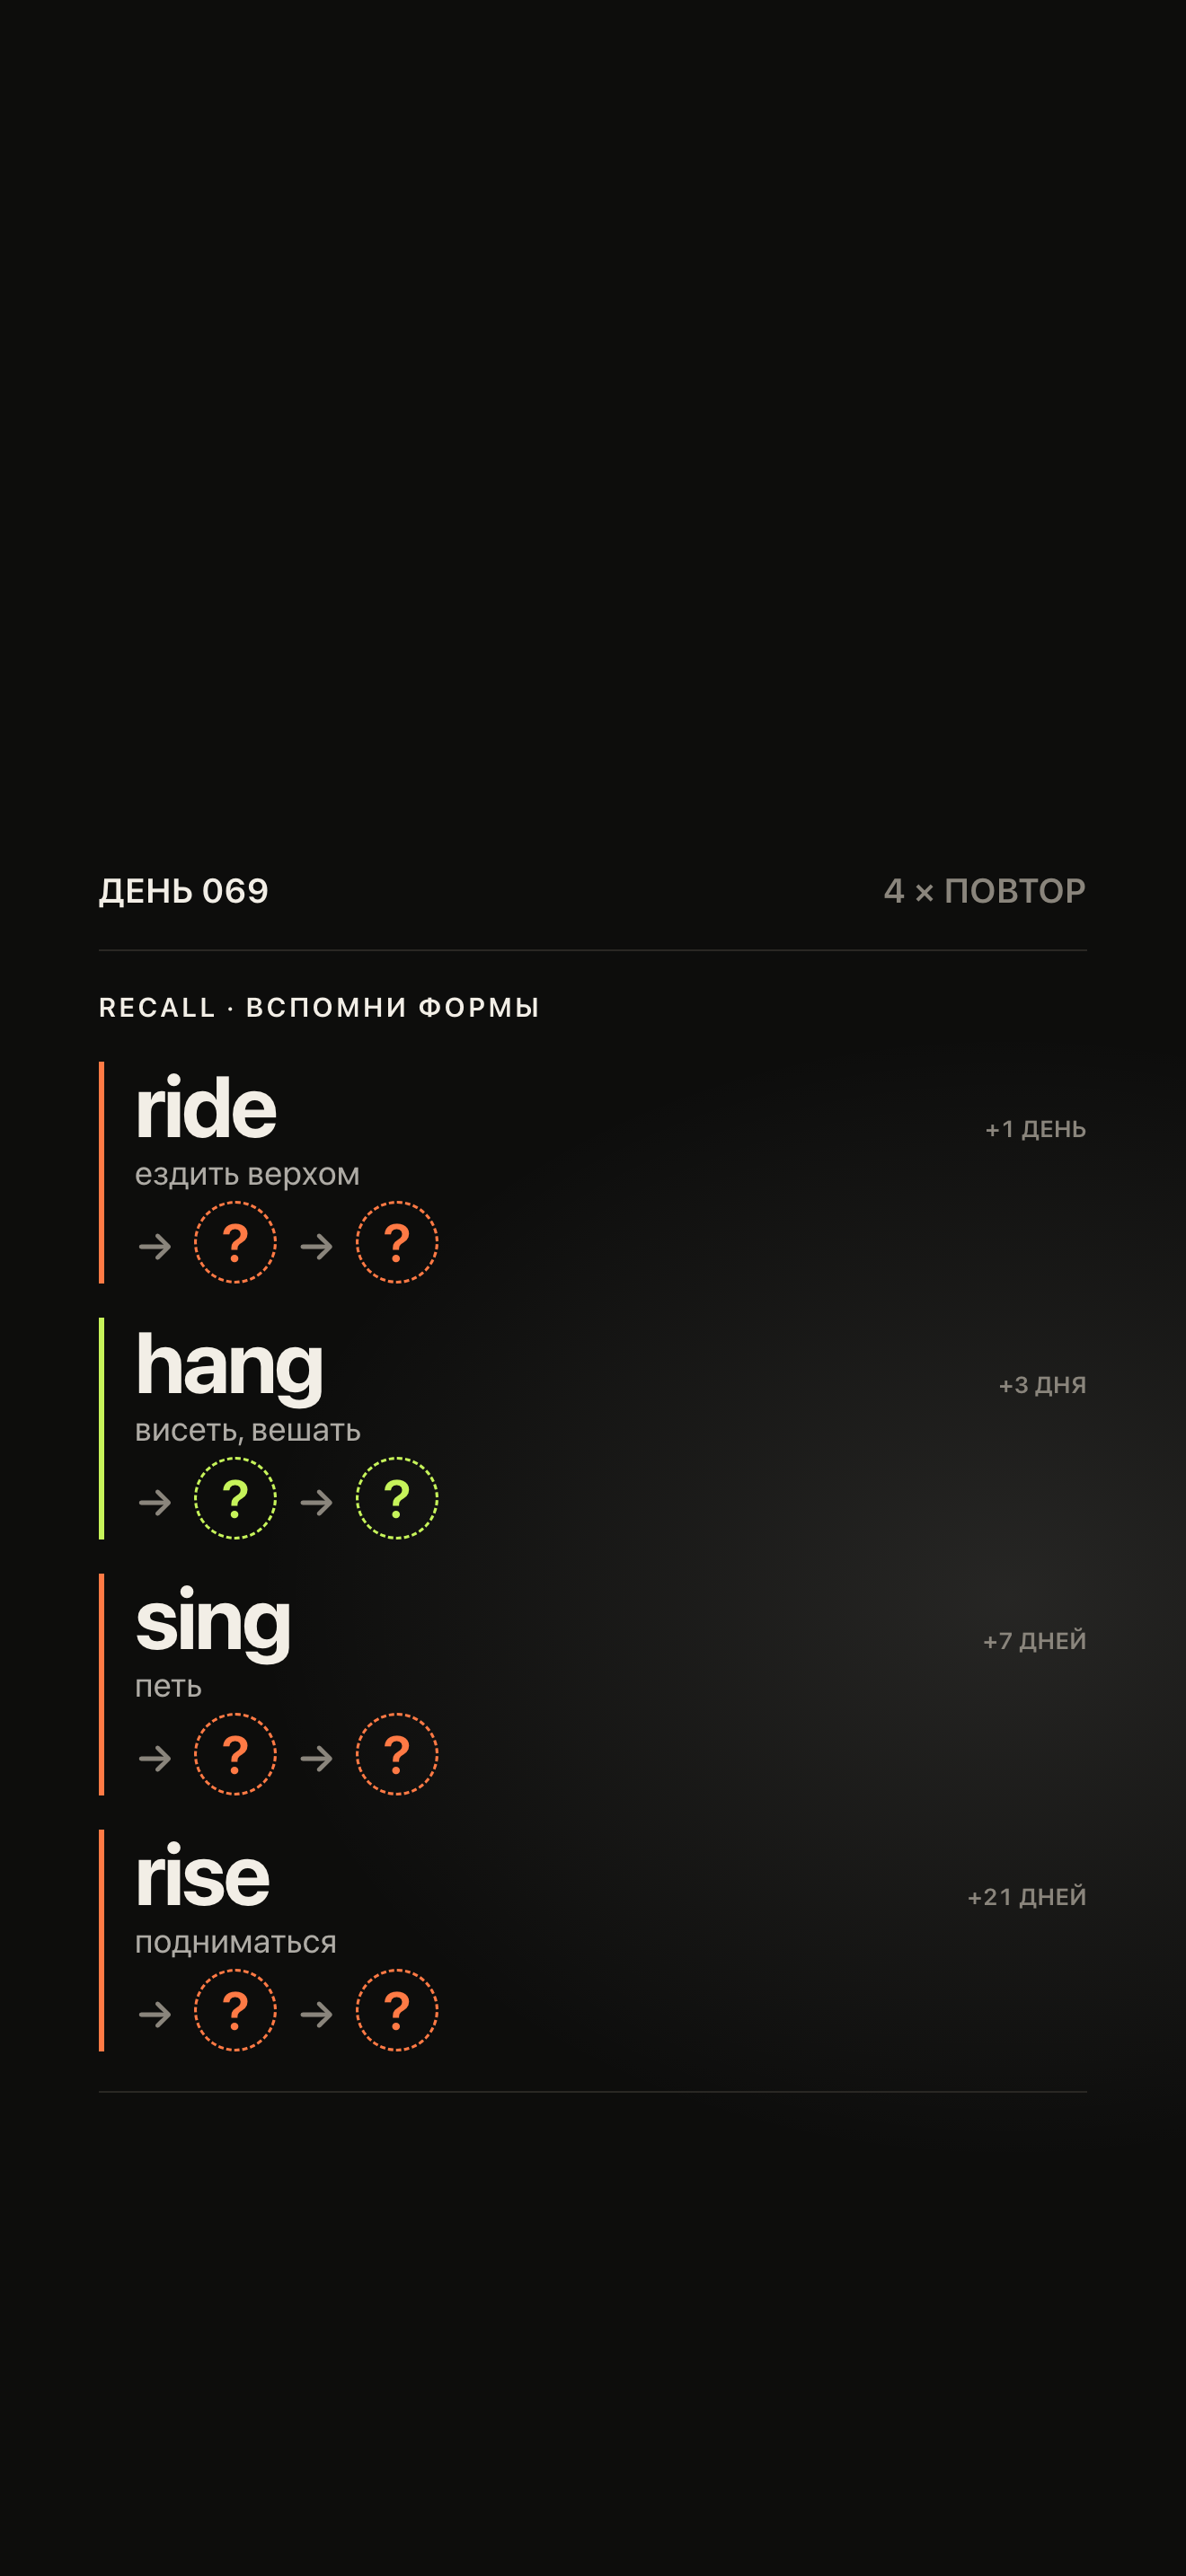 ДЕНЬ 069
4 × ПОВТОР
RECALL · ВСПОМНИ ФОРМЫ
ride
+1 ДЕНЬ
ездить верхом
→ ? → ?
hang
+3 ДНЯ
висеть, вешать
→ ? → ?
sing
+7 ДНЕЙ
петь
→ ? → ?
rise
+21 ДНЕЙ
подниматься
→ ? → ?